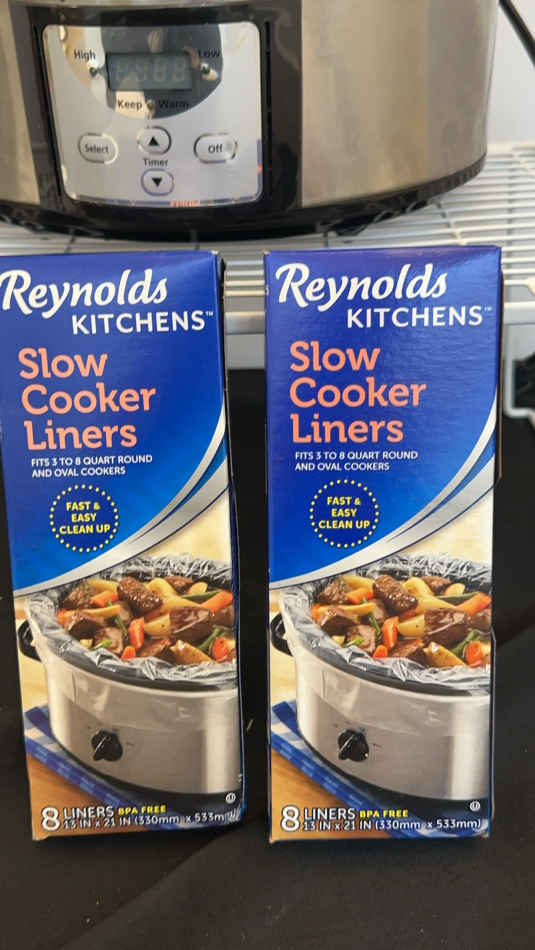 High
Low
Keep Warm
Select
Off
Timer
Reynolds
KITCHENS™
Slow
Cooker
Liners
FITS 3 TO 8 QUART ROUND
AND OVAL COOKERS
FAST &
EASY
CLEAN UP
8 LINERS BPA FREE
13 IN x 21 IN (330mm x 533mm)
Reynolds
KITCHENS™
Slow
Cooker
Liners
FITS 3 TO 8 QUART ROUND
AND OVAL COOKERS
FAST &
EASY
CLEAN UP
8 LINERS BPA FREE
13 IN x 21 IN (330mm x 533mm)